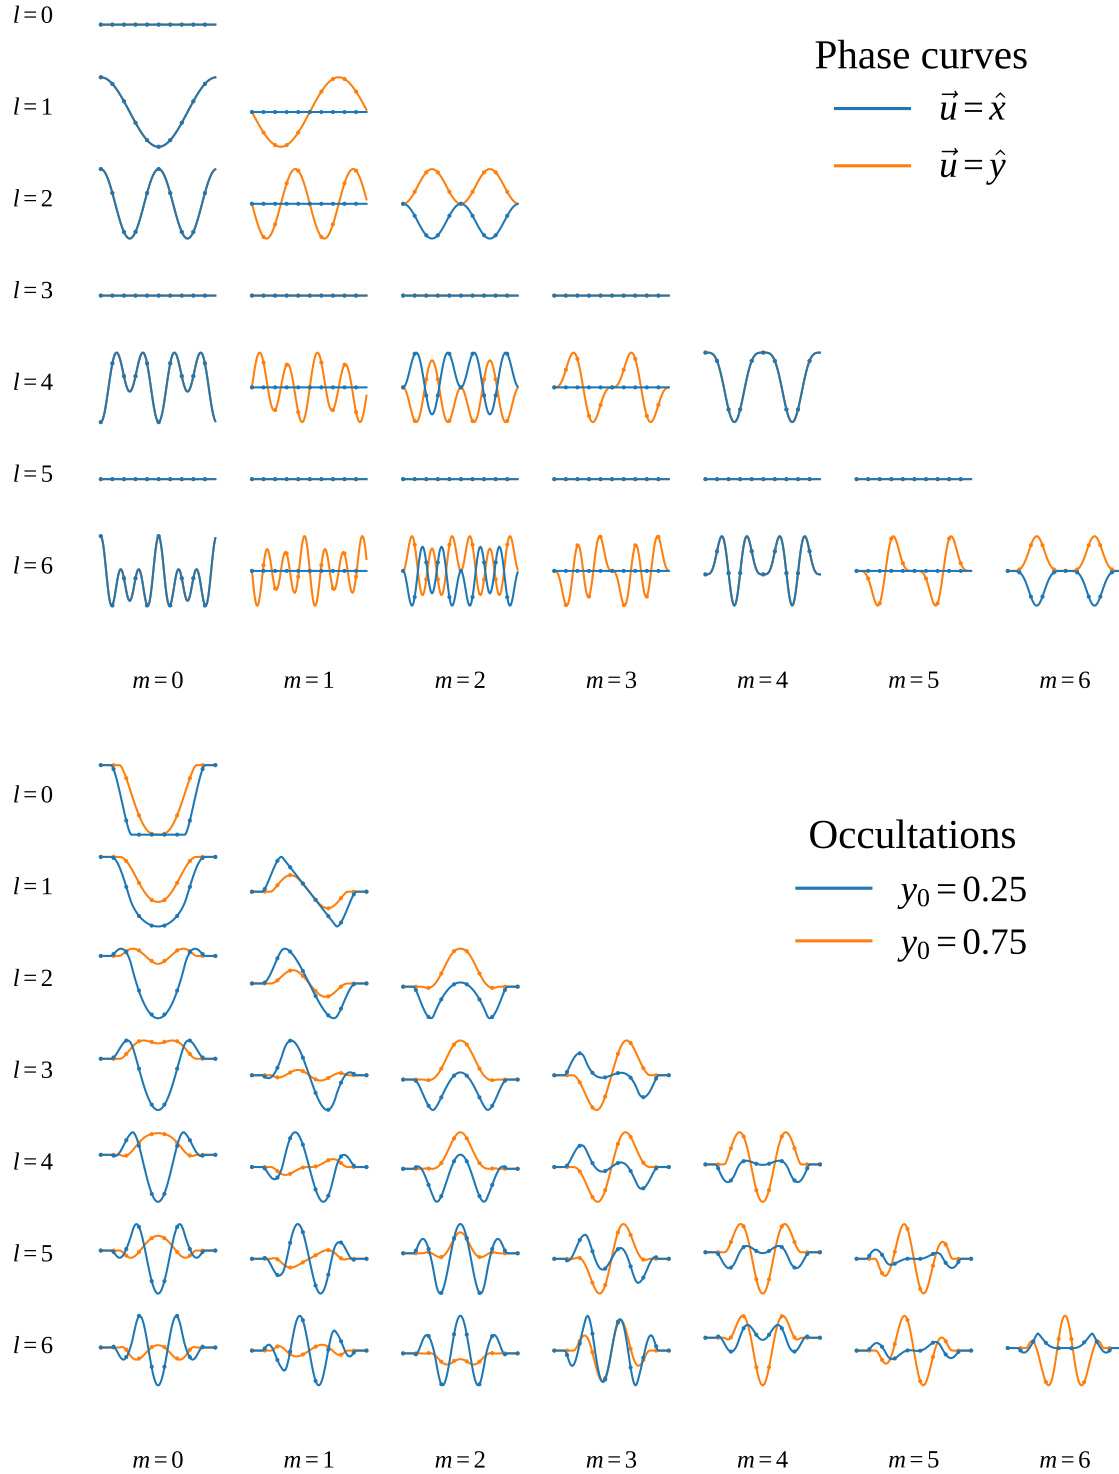 l = 0
Phase curves
l = 1
u⃗ = x̂
u⃗ = ŷ
l = 2
l = 3
l = 4
l = 5
l = 6
m = 0 m = 1 m = 2 m = 3 m = 4 m = 5 m = 6
l = 0
Occultations
l = 1
y₀ = 0.25
y₀ = 0.75
l = 2
l = 3
l = 4
l = 5
l = 6
m = 0 m = 1 m = 2 m = 3 m = 4 m = 5 m = 6